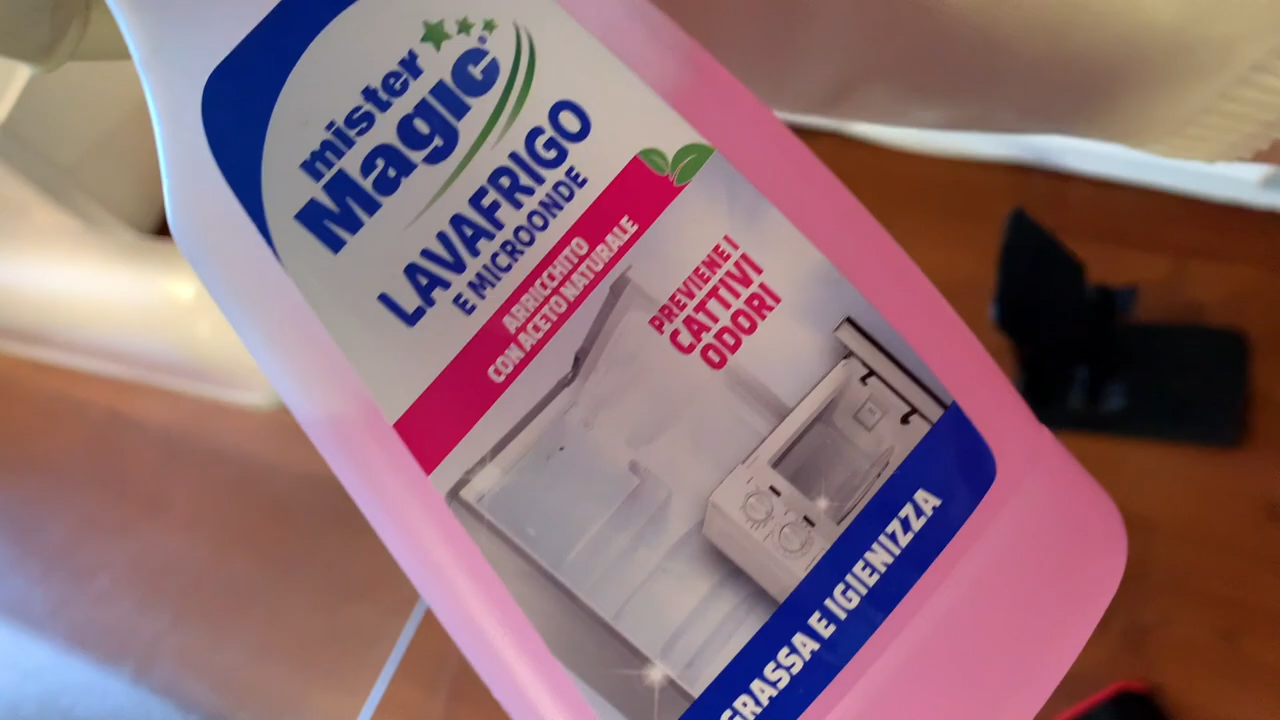 mister
Magic®
LAVAFRIGO
E MICROONDE
ARRICCHITO
CON ACETO NATURALE
PREVIENE I
CATTIVI
ODORI
GRASSA E IGIENIZZA